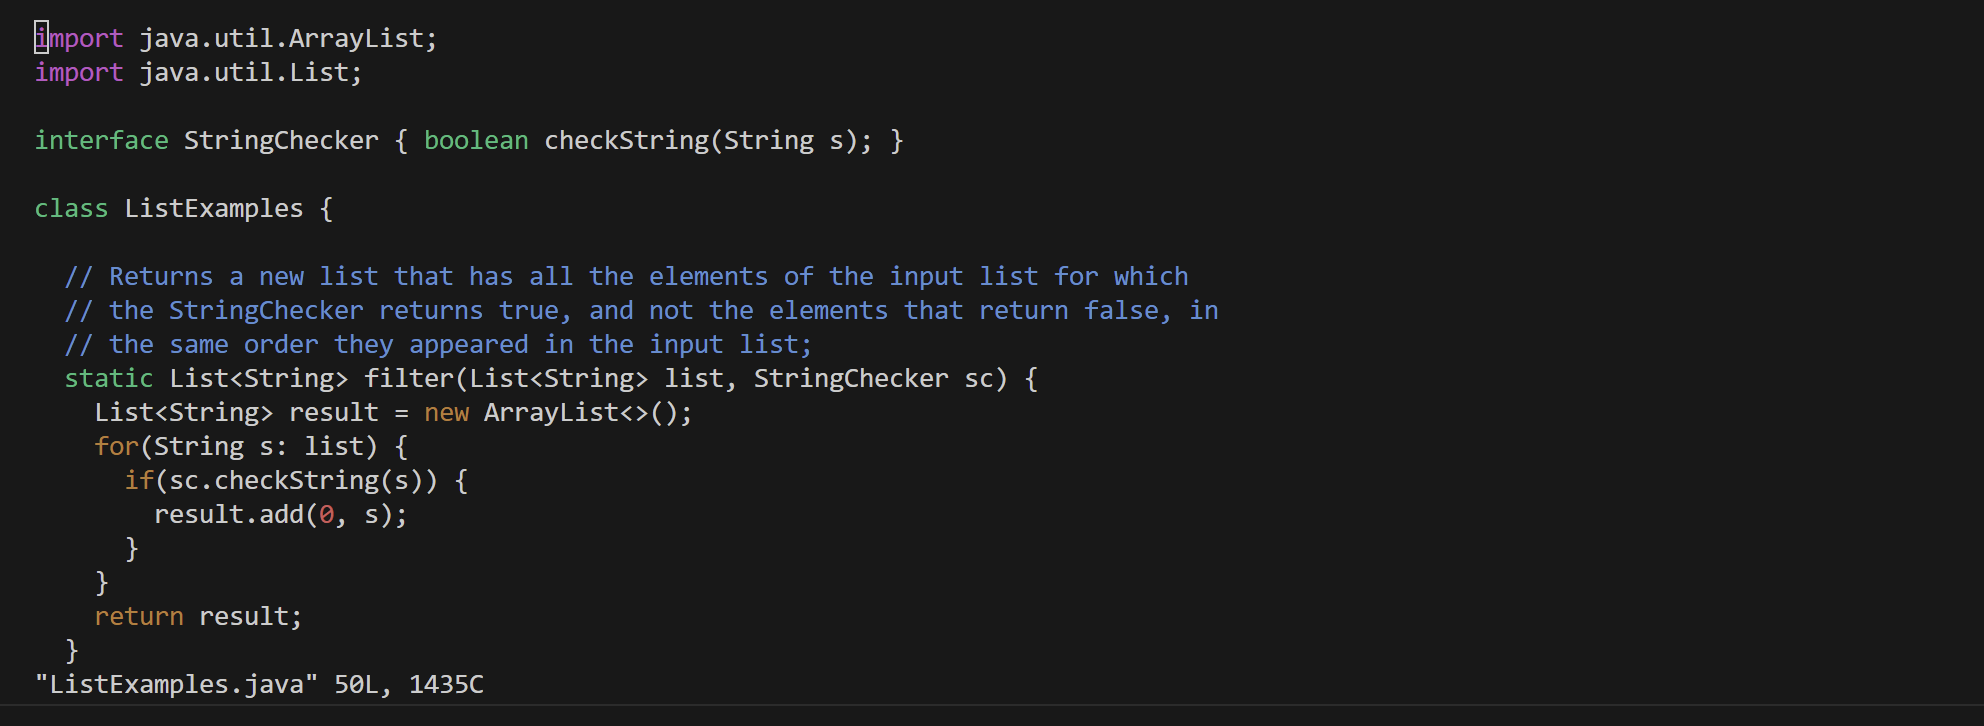 import java.util.ArrayList;
import java.util.List;

interface StringChecker { boolean checkString(String s); }

class ListExamples {

  // Returns a new list that has all the elements of the input list for which
  // the StringChecker returns true, and not the elements that return false, in
  // the same order they appeared in the input list;
  static List<String> filter(List<String> list, StringChecker sc) {
    List<String> result = new ArrayList<>();
    for(String s: list) {
      if(sc.checkString(s)) {
        result.add(0, s);
      }
    }
    return result;
  }
"ListExamples.java" 50L, 1435C